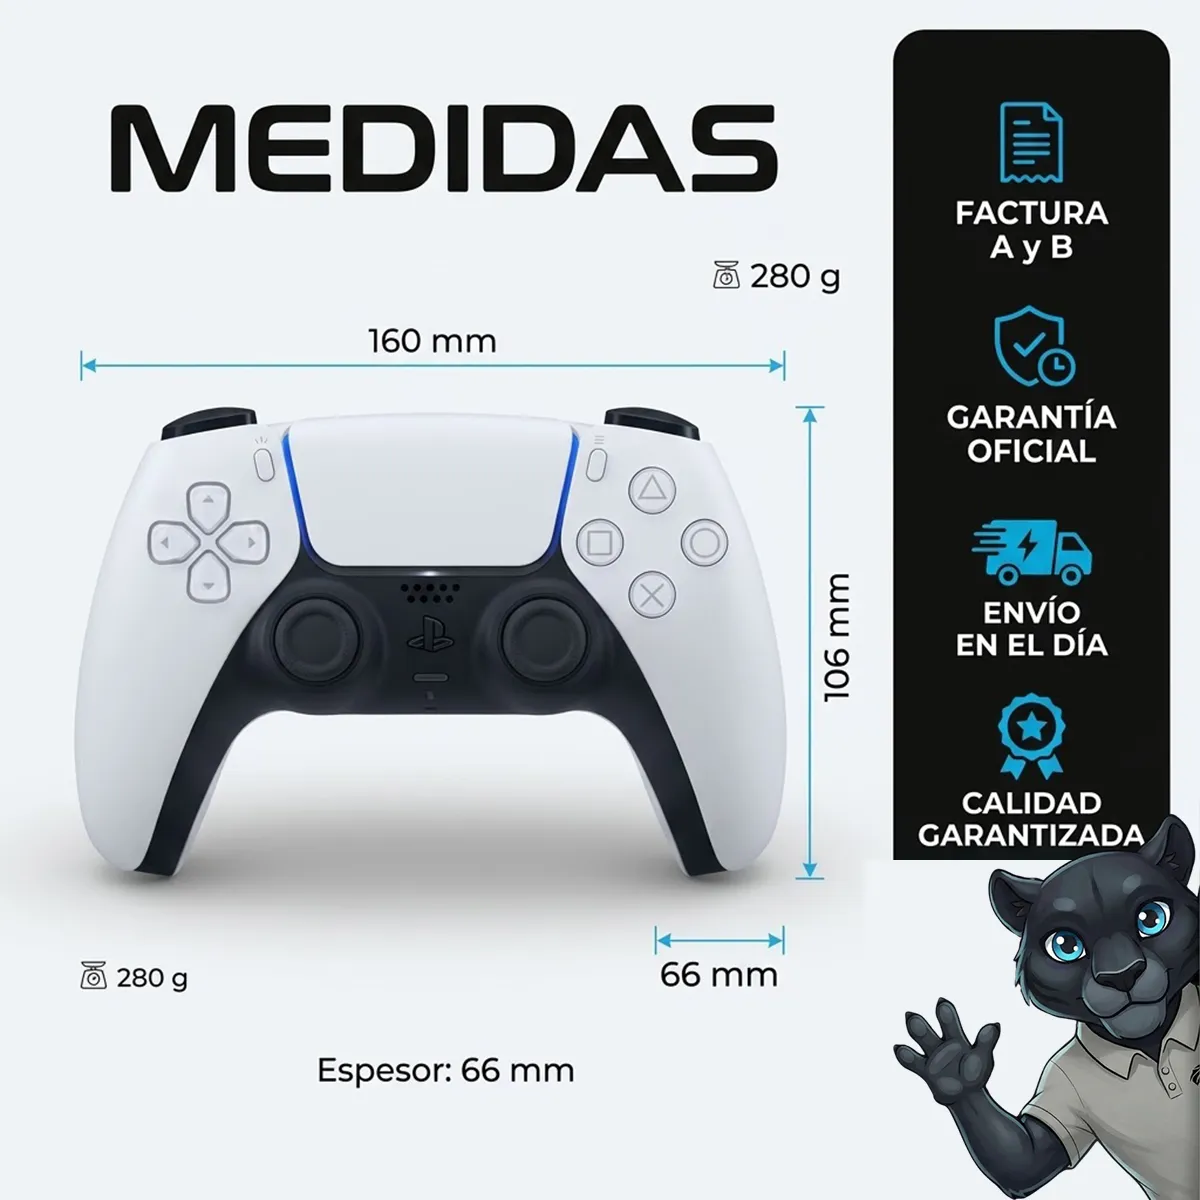 MEDIDAS
280 g
160 mm
106 mm
66 mm
280 g
Espesor: 66 mm
FACTURA
A y B
GARANTÍA
OFICIAL
ENVÍO
EN EL DÍA
CALIDAD
GARANTIZADA